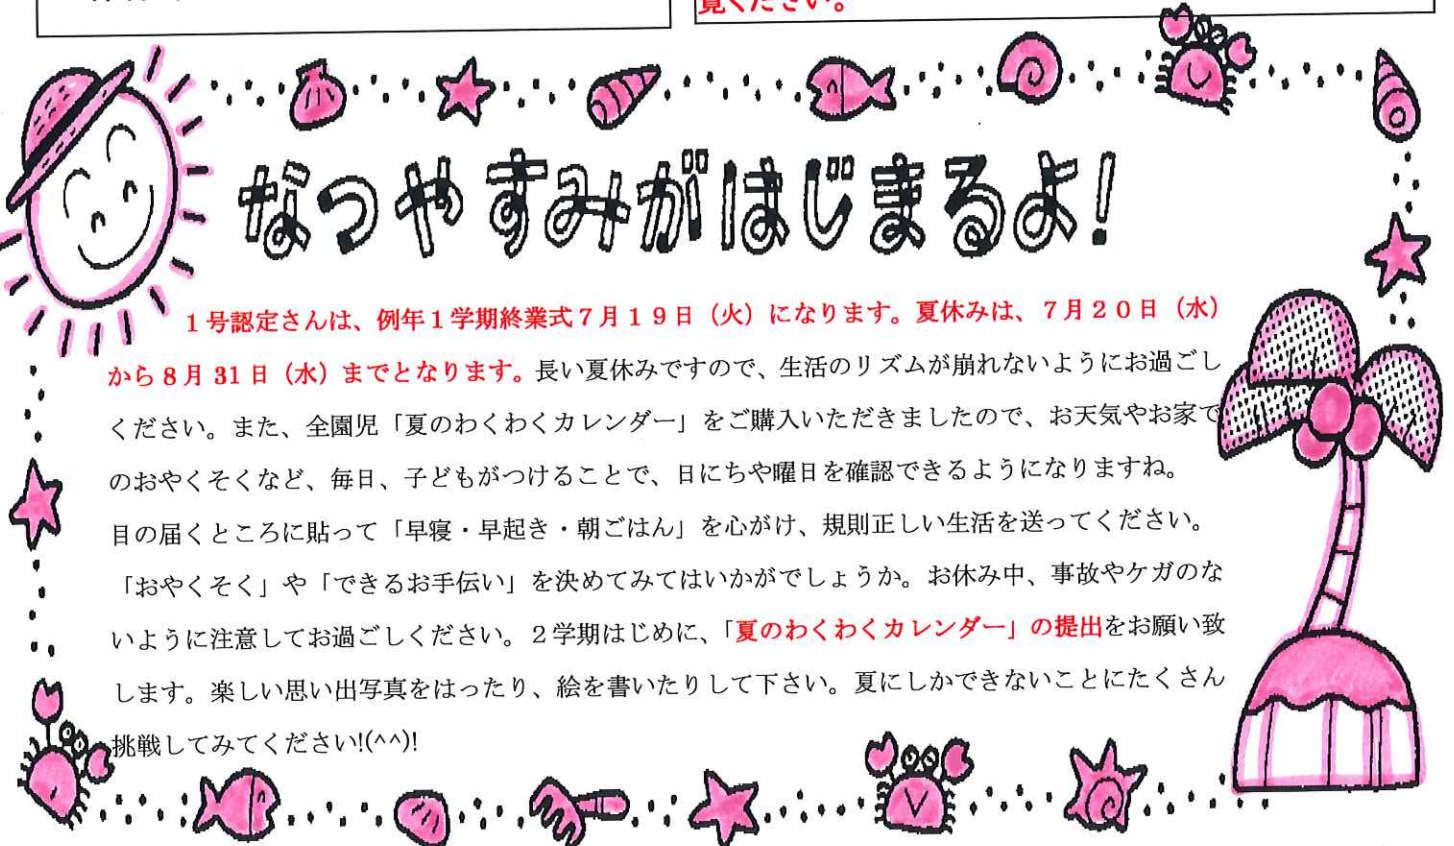 覧ください。
なつやすみがはじまるよ!
1号認定さんは、例年1学期終業式7月19日（火）になります。夏休みは、7月20日（水）
から8月31日（水）までとなります。長い夏休みですので、生活のリズムが崩れないようにお過ごし
ください。また、全園児「夏のわくわくカレンダー」をご購入いただきましたので、お天気やお家で
のおやくそくなど、毎日、子どもがつけることで、日にちや曜日を確認できるようになりますね。
目の届くところに貼って「早寝・早起き・朝ごはん」を心がけ、規則正しい生活を送ってください。
「おやくそく」や「できるお手伝い」を決めてみてはいかがでしょうか。お休み中、事故やケガのな
いように注意してお過ごしください。2学期はじめに、「夏のわくわくカレンダー」の提出をお願い致
します。楽しい思い出写真をはったり、絵を書いたりして下さい。夏にしかできないことにたくさん
挑戦してみてください!(^^)!